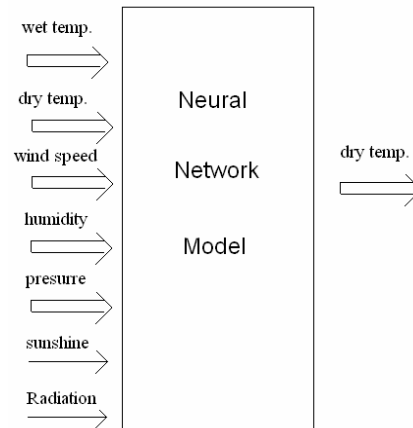 wet temp.
dry temp.
wind speed
humidity
presurre
sunshine
Radiation
Neural
Network
Model
dry temp.